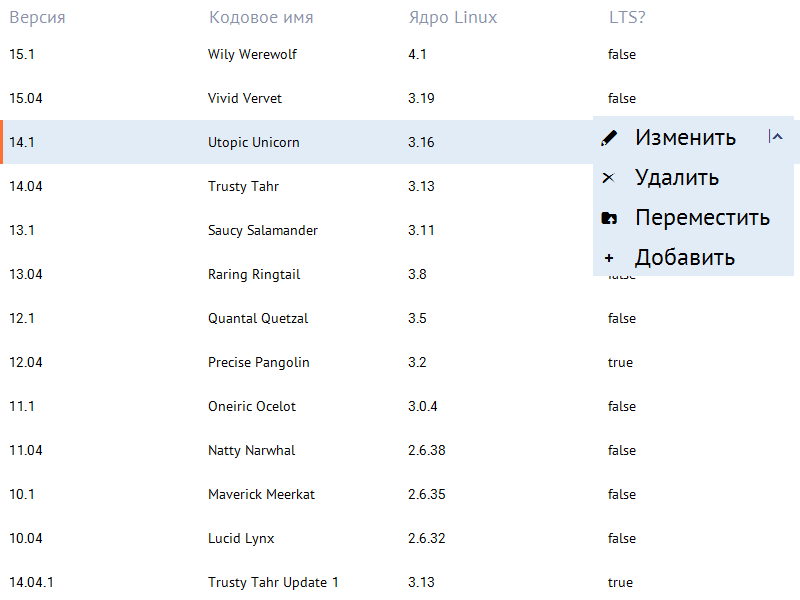 Версия Кодовое имя Ядро Linux LTS?
15.1 Wily Werewolf 4.1 false
15.04 Vivid Vervet 3.19 false
14.1 Utopic Unicorn 3.16 Изменить
14.04 Trusty Tahr 3.13 Удалить
13.1 Saucy Salamander 3.11 Переместить
Добавить
13.04 Raring Ringtail 3.8 false
12.1 Quantal Quetzal 3.5 false
12.04 Precise Pangolin 3.2 true
11.1 Oneiric Ocelot 3.0.4 false
11.04 Natty Narwhal 2.6.38 false
10.1 Maverick Meerkat 2.6.35 false
10.04 Lucid Lynx 2.6.32 false
14.04.1 Trusty Tahr Update 1 3.13 true